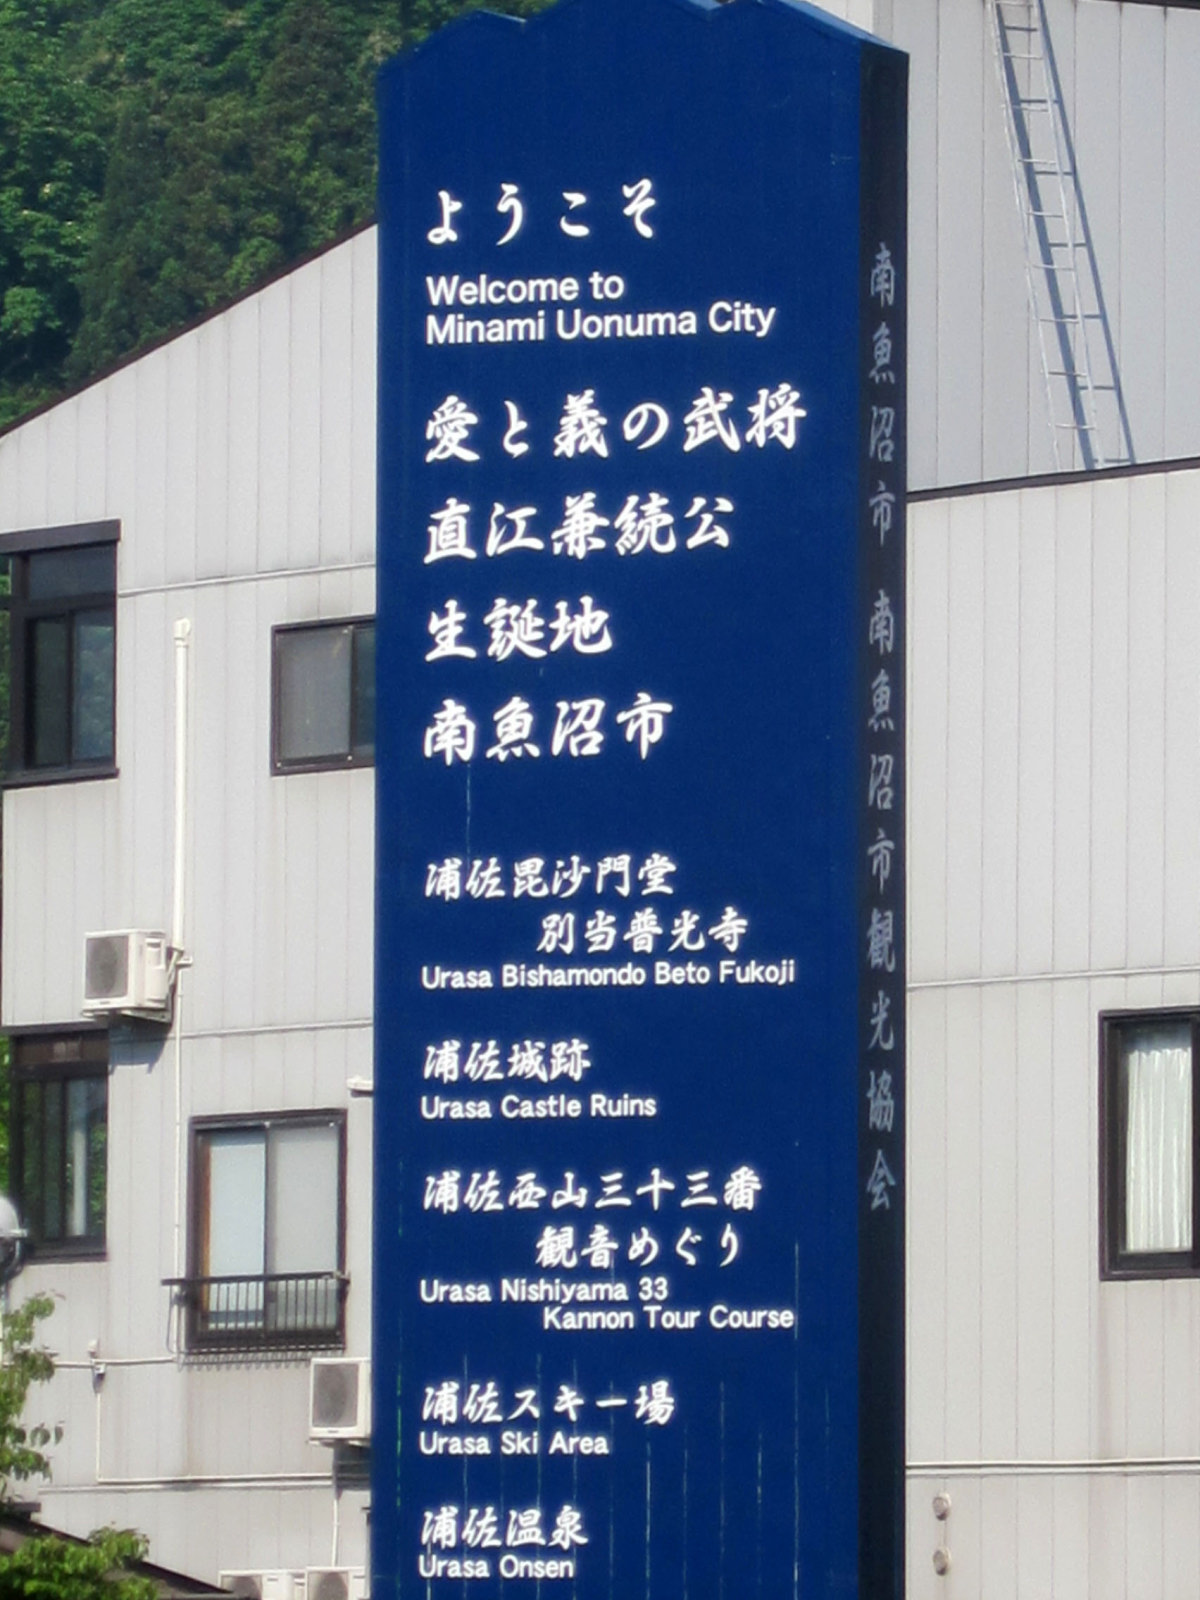 ようこそ
Welcome to
Minami Uonuma City
愛と義の武将
直江兼続公
生誕地
南魚沼市
浦佐毘沙門堂
別当普光寺
Urasa Bishamondo Beto Fukoji
浦佐城跡
Urasa Castle Ruins
浦佐西山三十三番
観音めぐり
Urasa Nishiyama 33
Kannon Tour Course
浦佐スキー場
Urasa Ski Area
浦佐温泉
Urasa Onsen
南魚沼市 南魚沼市観光協会